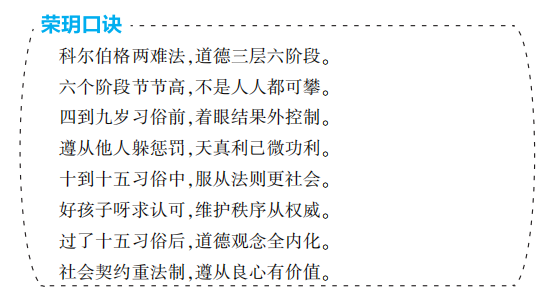 荣玥口诀
科尔伯格两难法,道德三层六阶段。
六个阶段节节高,不是人人都可攀。
四到九岁习俗前,着眼结果外控制。
遵从他人躲惩罚,天真利己微功利。
十到十五习俗中,服从法则更社会。
好孩子呀求认可,维护秩序从权威。
过了十五习俗后,道德观念全内化。
社会契约重法制,遵从良心有价值。